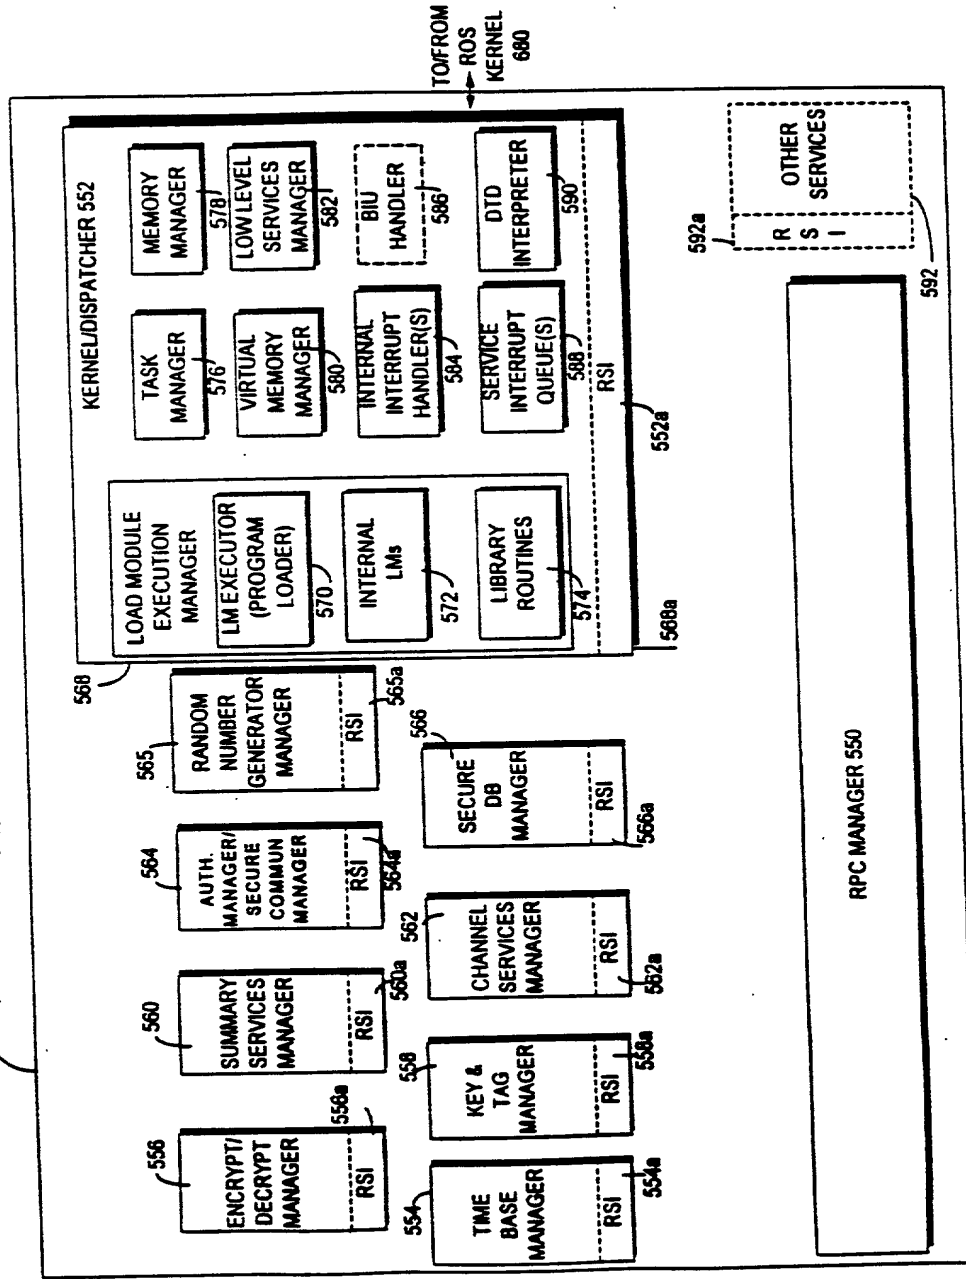 TO/FROM
ROS
KERNEL
680
KERNEL/DISPATCHER 552
LOAD MODULE
EXECUTION
MANAGER
568
LM EXECUTOR
(PROGRAM
LOADER)
570
INTERNAL
LMs
572
LIBRARY
ROUTINES
574
TASK
MANAGER
576
MEMORY
MANAGER
578
VIRTUAL
MEMORY
MANAGER
580
LOW LEVEL
SERVICES
MANAGER
582
INTERNAL
INTERRUPT
HANDLER(S)
584
BIU
HANDLER
586
SERVICE
INTERRUPT
QUEUE(S)
588
DTD
INTERPRETER
590
RSI
552a
568a
556
ENCRYPT/
DECRYPT
MANAGER
RSI
556a
560
SUMMARY
SERVICES
MANAGER
RSI
560a
564
AUTH.
MANAGER/
SECURE
COMMUN
MANAGER
RSI
564a
565
RANDOM
NUMBER
GENERATOR
MANAGER
RSI
565a
554
TIME
BASE
MANAGER
RSI
554a
558
KEY &
TAG
MANAGER
RSI
558a
562
CHANNEL
SERVICES
MANAGER
RSI
562a
566
SECURE
DB
MANAGER
RSI
566a
592a
RSI
OTHER
SERVICES
592
RPC MANAGER 550